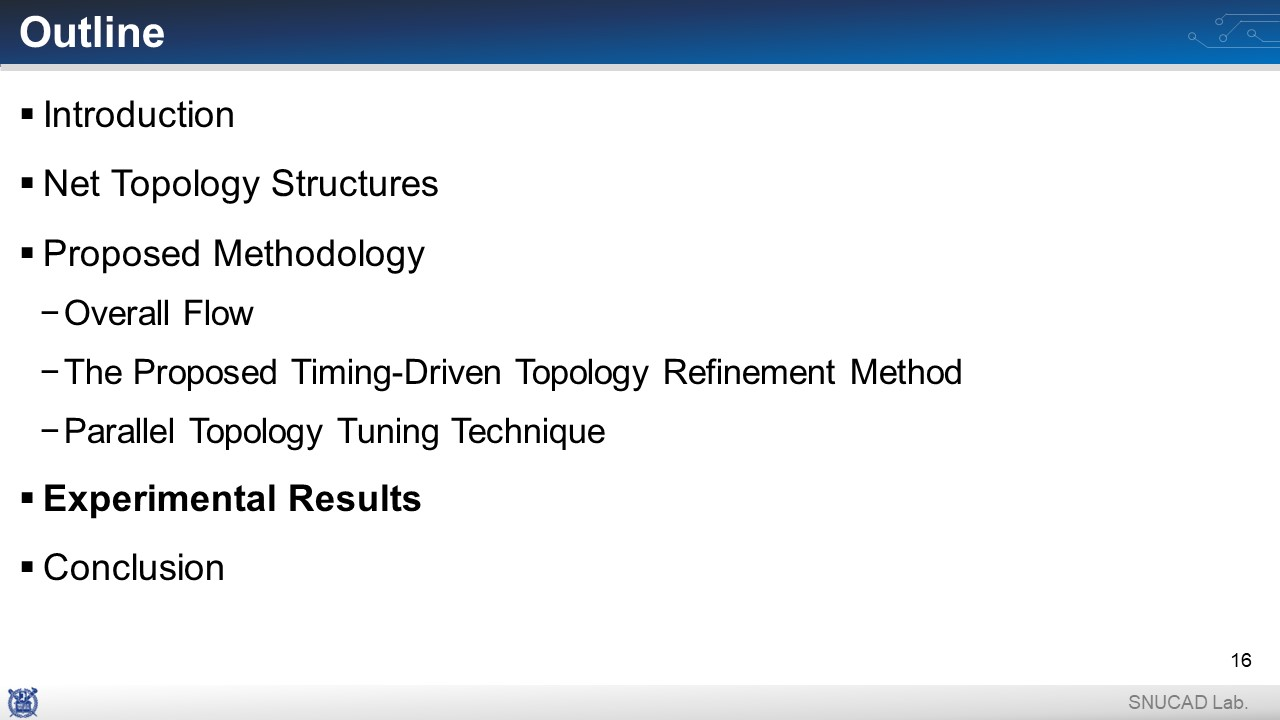 Outline
▪ Introduction
▪ Net Topology Structures
▪ Proposed Methodology
− Overall Flow
− The Proposed Timing-Driven Topology Refinement Method
− Parallel Topology Tuning Technique
▪ Experimental Results
▪ Conclusion
16
SNUCAD Lab.